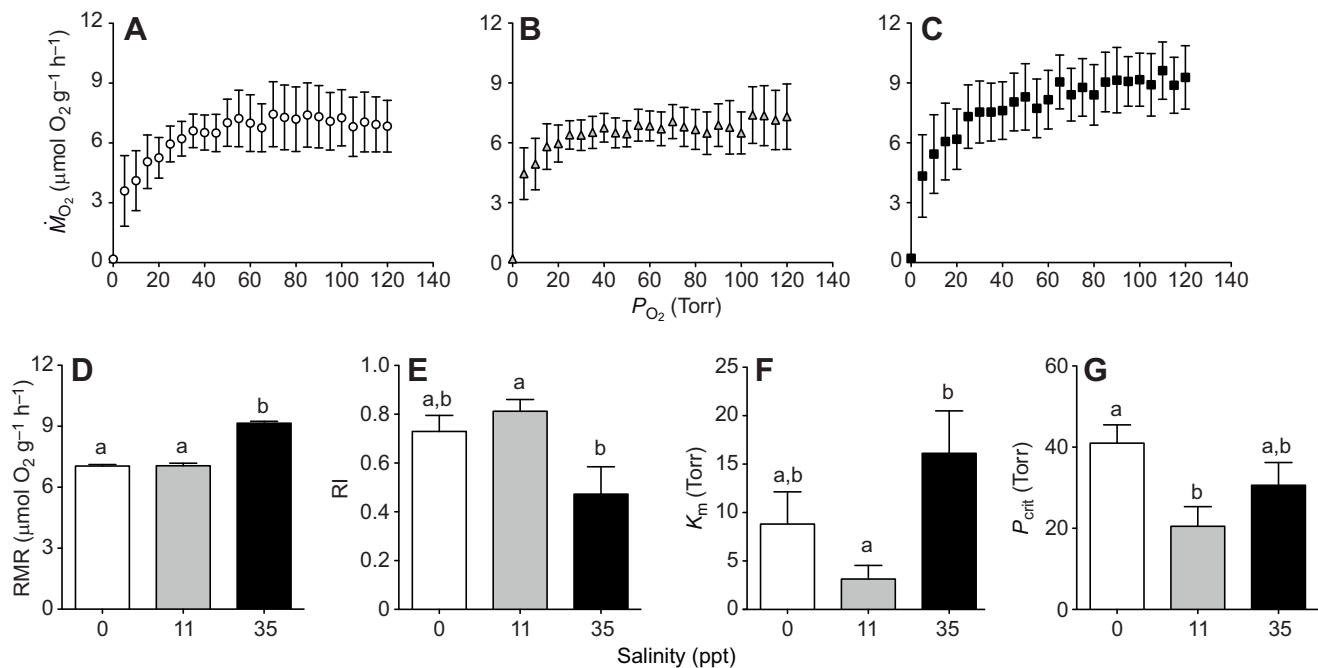 A
B
C
12
9
6
3
0
ṀO₂ (μmol O₂ g⁻¹ h⁻¹)
0 20 40 60 80 100 120 140
12
9
6
3
0
0 20 40 60 80 100 120 140
12
9
6
3
0
0 20 40 60 80 100 120 140
PO₂ (Torr)
D
12
9
6
3
0
RMR (μmol O₂ g⁻¹ h⁻¹)
a a b
0 11 35
E
1.0
0.8
0.6
0.4
0.2
0
RI
a,b a b
0 11 35
F
25
20
15
10
5
0
Km (Torr)
a,b a b
0 11 35
G
60
40
20
0
Pcrit (Torr)
a b a,b
0 11 35
Salinity (ppt)